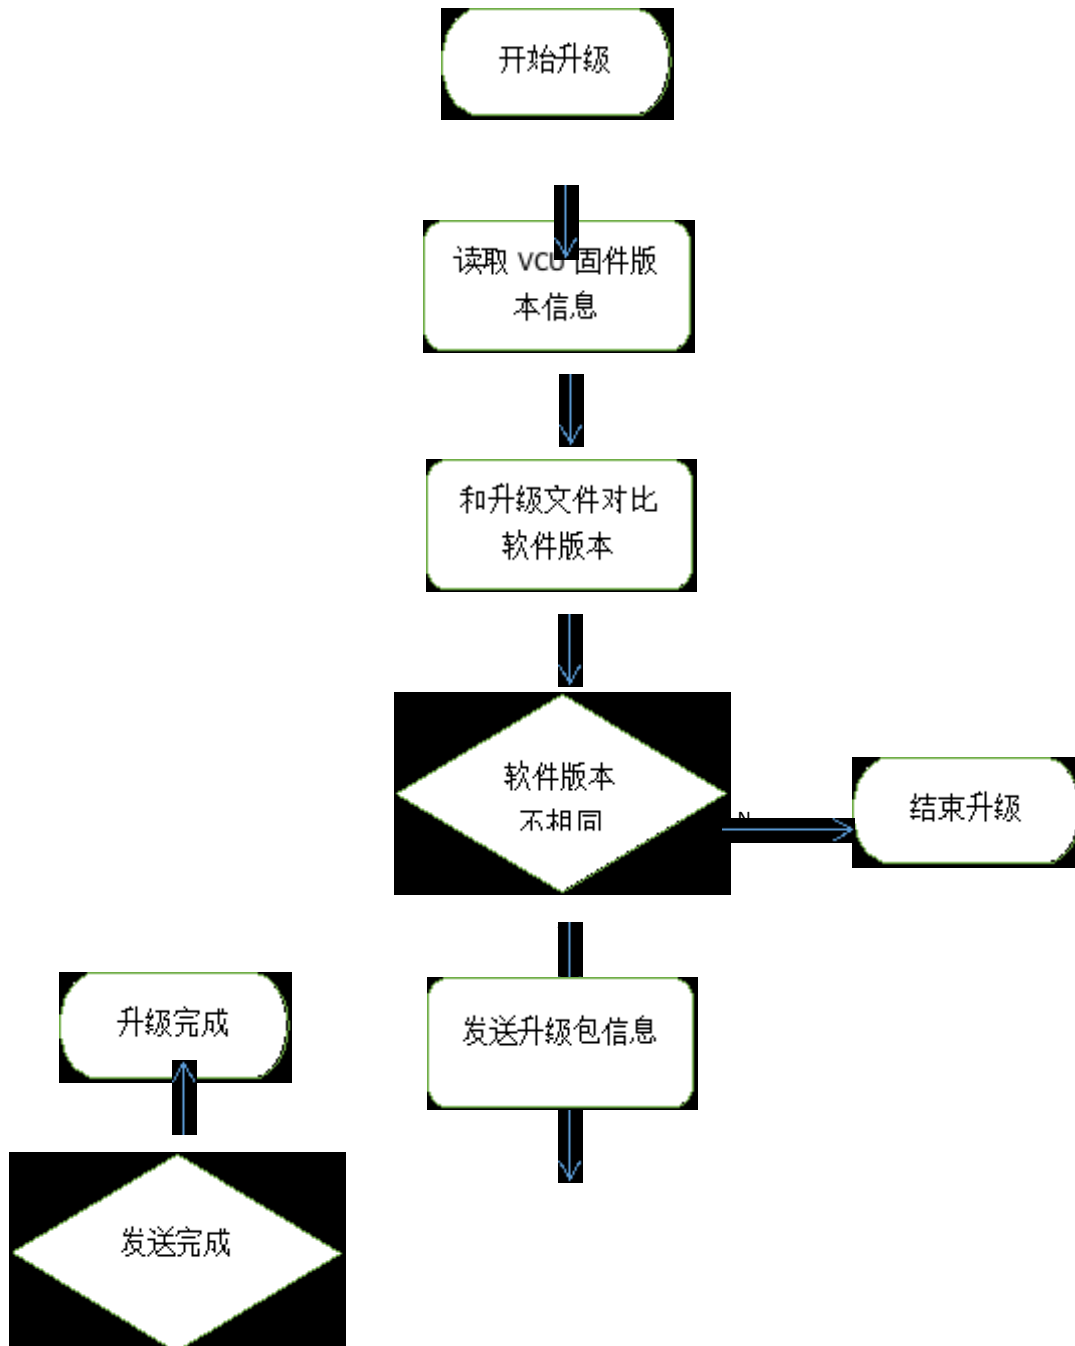 开始升级
读取 VCU 固件版
本信息
和升级文件对比
软件版本
软件版本
不相同
N
结束升级
升级完成
发送升级包信息
发送完成